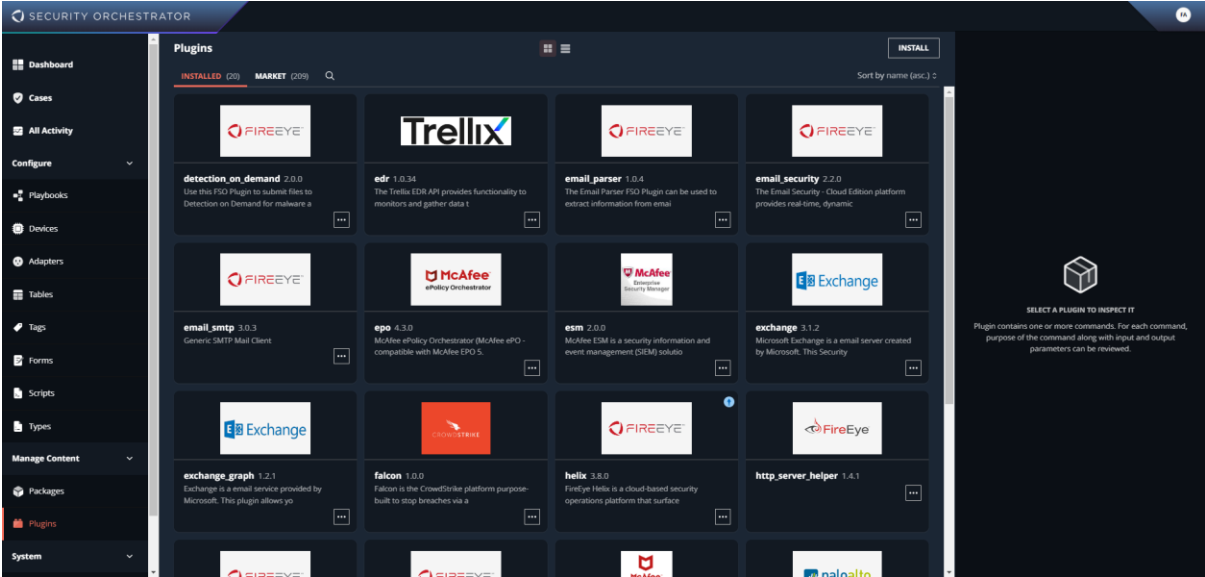 SECURITY ORCHESTRATOR
FA
Dashboard
Cases
All Activity
Configure
Playbooks
Devices
Adapters
Tables
Tags
Forms
Scripts
Types
Manage Content
Packages
Plugins
System
Plugins
INSTALL
INSTALLED (20) MARKET (209)
Sort by name (asc.)
FIREEYE
detection_on_demand 2.0.0
Use this FSO Plugin to submit files to
Detection on Demand for malware a
Trellix
edr 1.0.34
The Trellix EDR API provides functionality to
monitors and gather data t
FIREEYE
email_parser 1.0.4
The Email Parser FSO Plugin can be used to
extract information from emai
FIREEYE
email_security 2.2.0
The Email Security - Cloud Edition platform
provides real-time, dynamic
FIREEYE
email_smtp 3.0.3
Generic SMTP Mail Client
McAfee
ePolicy Orchestrator
epo 4.3.0
McAfee ePolicy Orchestrator (McAfee ePO -
compatible with McAfee EPO 5.
McAfee
Enterprise
Security Manager
esm 2.0.0
McAfee ESM is a security information and
event management (SIEM) solutio
Exchange
exchange 3.1.2
Microsoft Exchange is a email server created
by Microsoft. This Security
Exchange
exchange_graph 1.2.1
Exchange is a email service provided by
Microsoft. This plugin allows yo
CROWDSTRIKE
falcon 1.0.0
Falcon is the CrowdStrike platform purpose-
built to stop breaches via a
FIREEYE
helix 3.8.0
FireEye Helix is a cloud-based security
operations platform that surface
FireEye
http_server_helper 1.4.1
FIREEYE
FIREEYE
McAfee
paloalto
SELECT A PLUGIN TO INSPECT IT
Plugin contains one or more commands. For each command,
purpose of the command along with input and output
parameters can be reviewed.